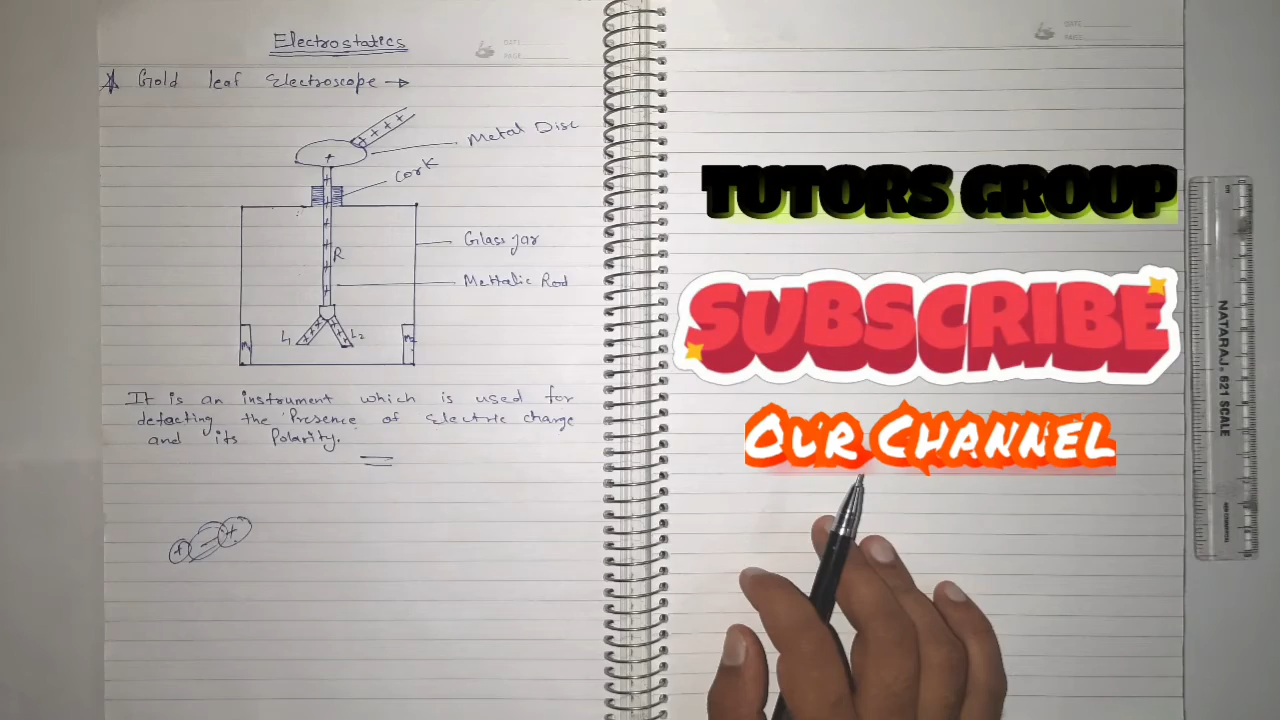 Electrostatics
DATE
PAGE
Gold leaf Electroscope →
+ + + +
Metal Disc
+
Cork
Glass Jar
R
Mettalic Rod
L1
L2
It is an instrument which is used for
detacting the Presence of Electric charge
and its Polarity.
+ - +
DATE
PAGE
TUTORS GROUP
SUBSCRIBE
OUR CHANNEL
NATARAJ 621 SCALE